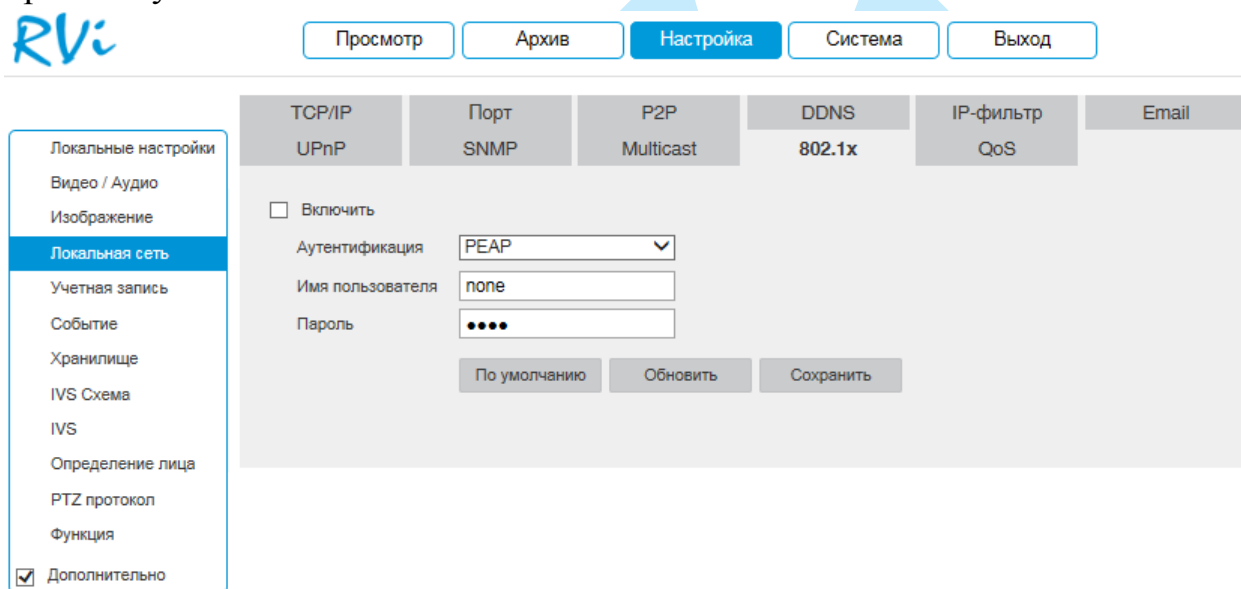 RVi
Просмотр Архив Настройка Система Выход
TCP/IP Порт P2P DDNS IP-фильтр Email
UPnP SNMP Multicast 802.1x QoS
Локальные настройки
Видео / Аудио
Изображение
Локальная сеть
Учетная запись
Событие
Хранилище
IVS Схема
IVS
Определение лица
PTZ протокол
Функция
Дополнительно
Включить
Аутентификация PEAP
Имя пользователя none
Пароль ●●●●
По умолчанию Обновить Сохранить